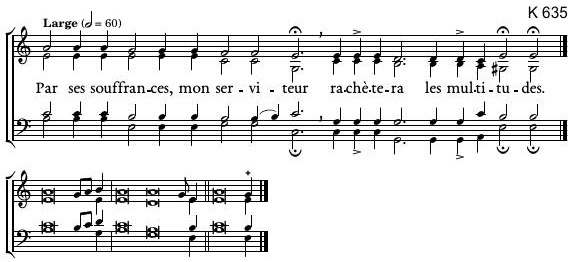 K 635
Large (𝅗𝅥 = 60)
Par ses souffran-ces, mon ser - vi - teur ra-chè-te-ra les mul-ti-tu-des.